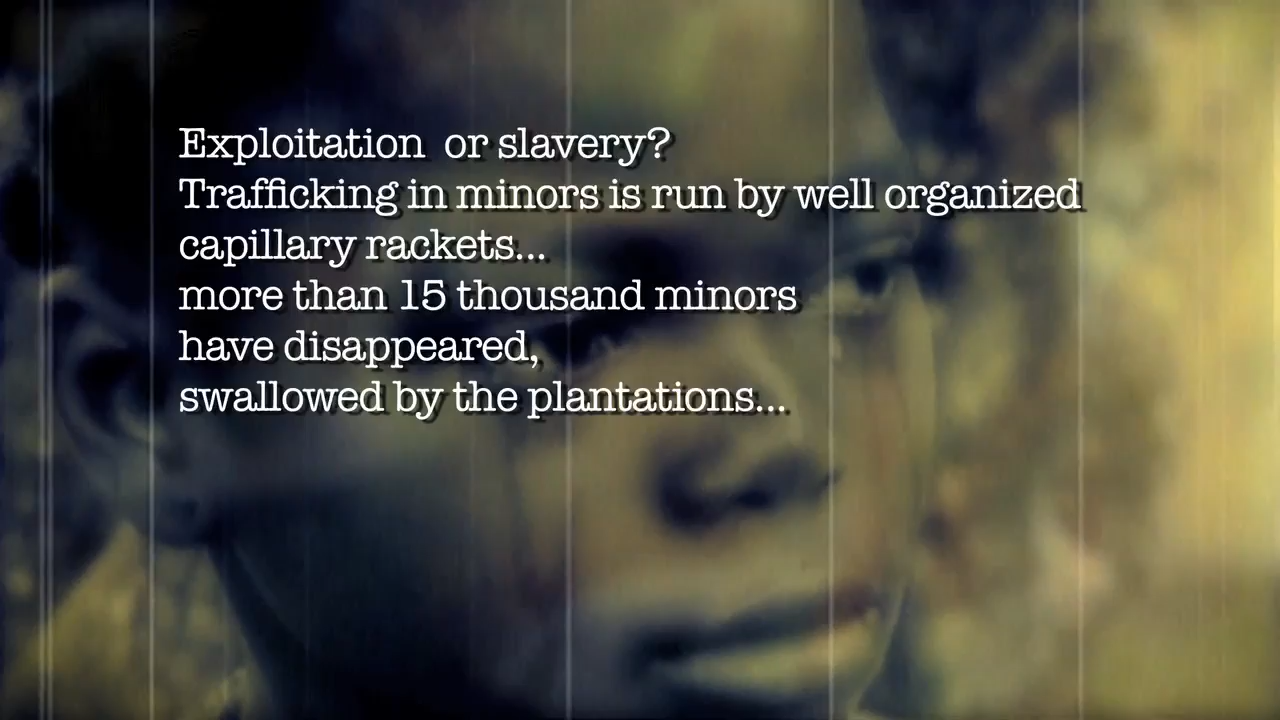 Exploitation  or slavery?
Trafficking in minors is run by well organized
capillary rackets...
more than 15 thousand minors
have disappeared,
swallowed by the plantations...